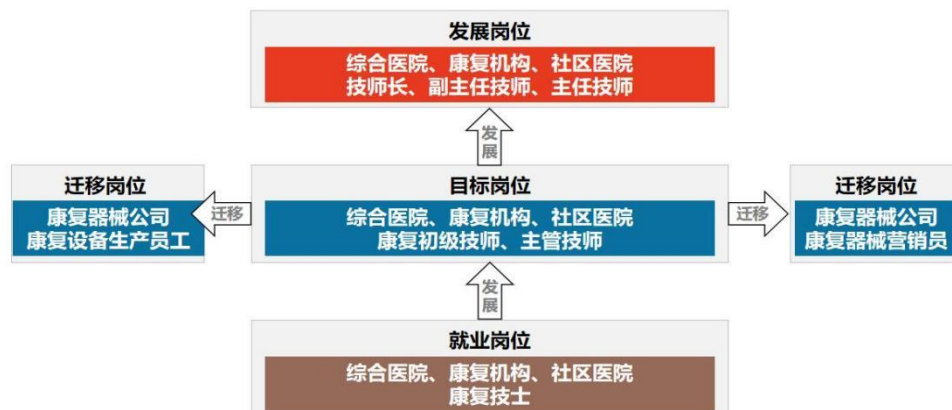 发展岗位
综合医院、康复机构、社区医院
技师长、副主任技师、主任技师
发展
迁移岗位
康复器械公司
康复设备生产员工
迁移
目标岗位
综合医院、康复机构、社区医院
康复初级技师、主管技师
迁移
迁移岗位
康复器械公司
康复器械营销员
发展
就业岗位
综合医院、康复机构、社区医院
康复技士